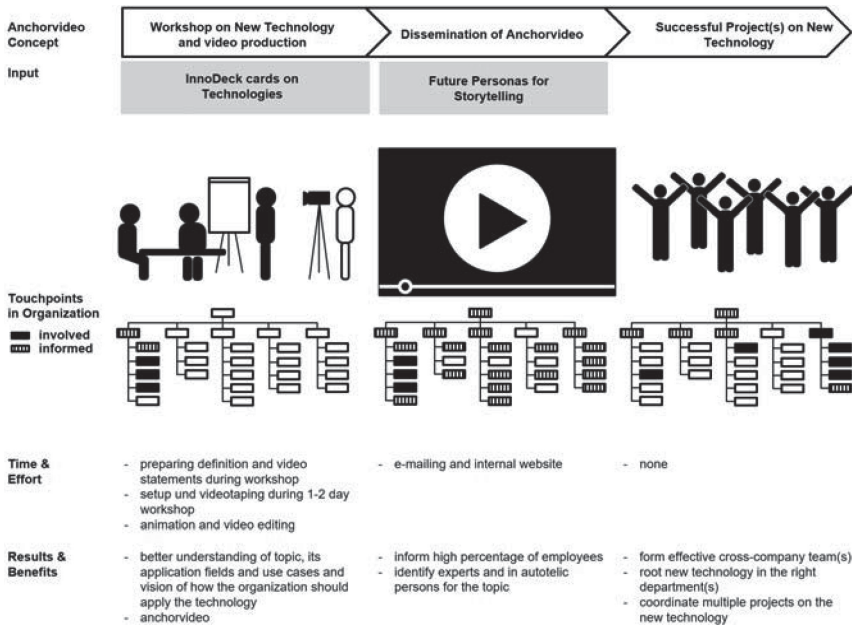 Anchorvideo
Concept
Workshop on New Technology
and video production
Dissemination of Anchorvideo
Successful Project(s) on New
Technology
Input
InnoDeck cards on
Technologies
Future Personas for
Storytelling
Touchpoints
in Organization
involved
informed
Time &
Effort
- preparing definition and video
statements during workshop
- setup und videotaping during 1-2 day
workshop
- animation and video editing
- e-mailing and internal website
- none
Results &
Benefits
- better understanding of topic, its
application fields and use cases and
vision of how the organization should
apply the technology
- anchorvideo
- inform high percentage of employees
- identify experts and in autotelic
persons for the topic
- form effective cross-company team(s)
- root new technology in the right
department(s)
- coordinate multiple projects on the
new technology